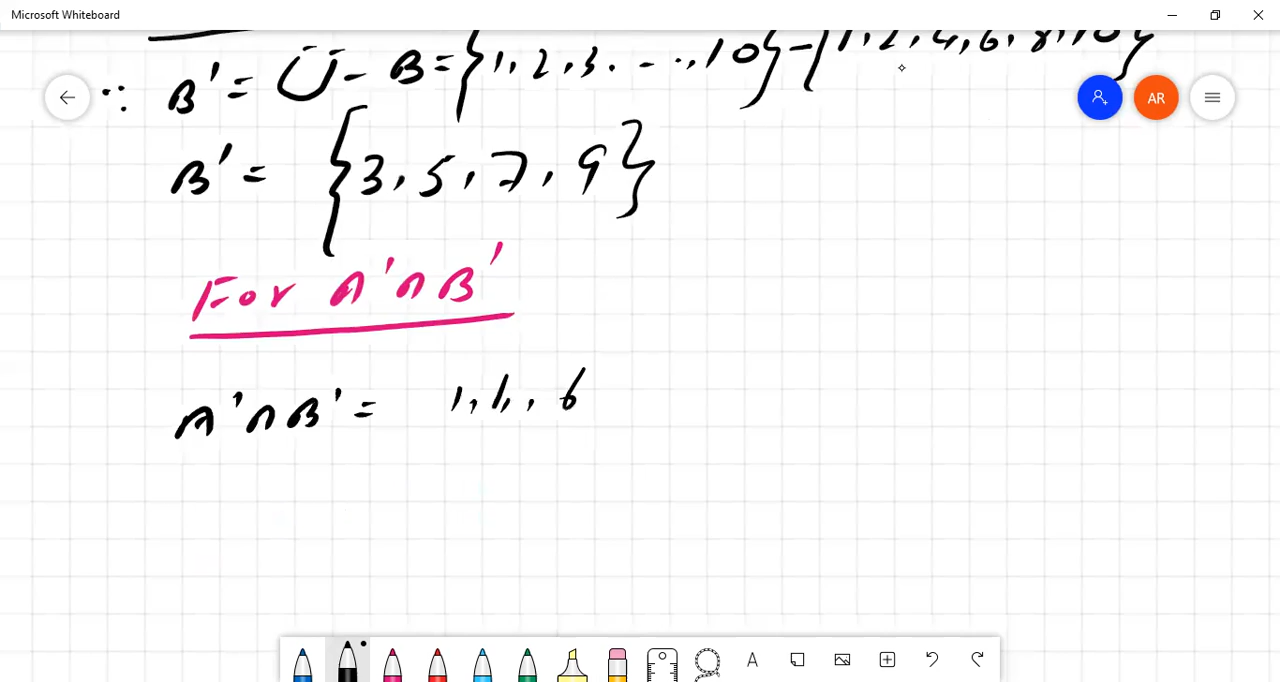 Microsoft Whiteboard
∵ B' = U - B = {1, 2, 3. - -, 10} - {1, 2, 4, 6, 8, 10}
AR
B' = {3, 5, 7, 9}
For A'∩B'
A'∩B' = 1, 1, , 6
A